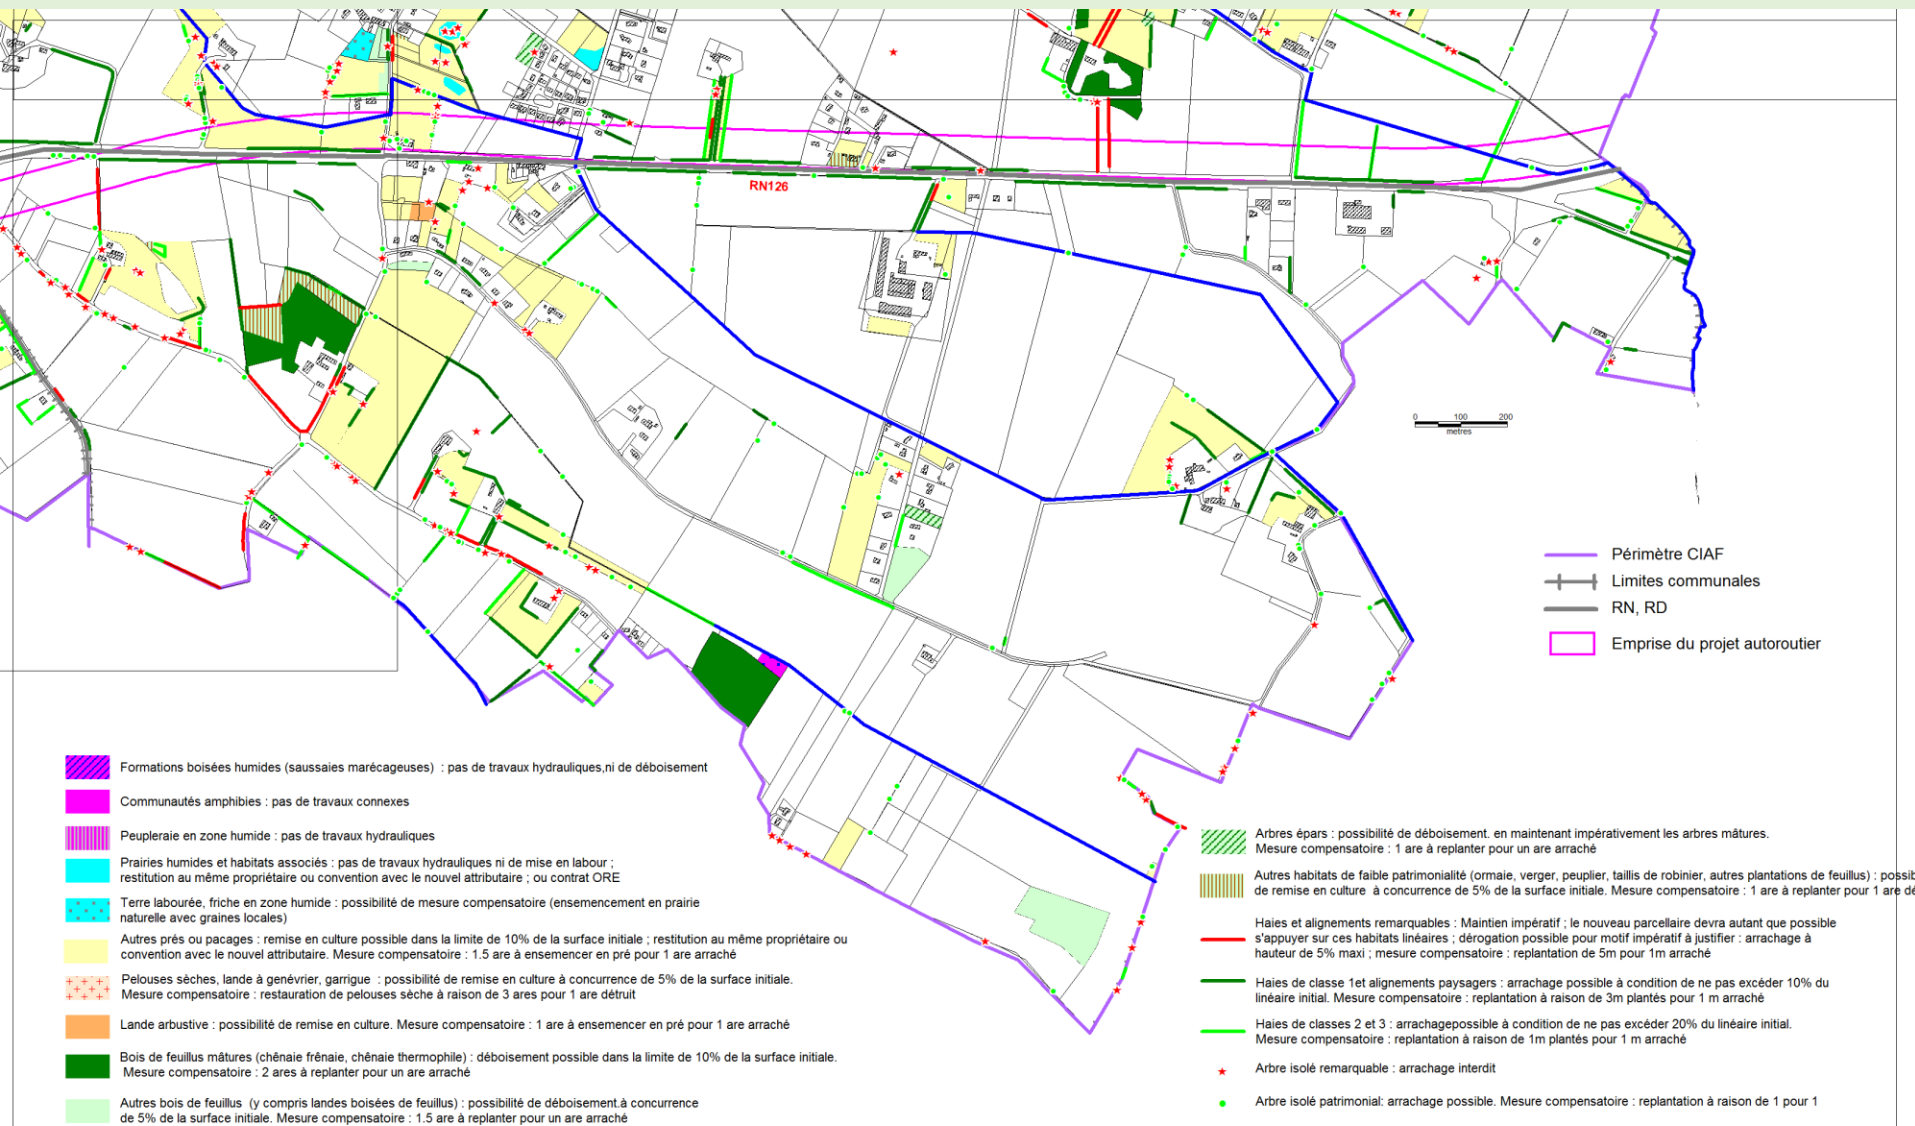 RN126
0 100 200
metres
Périmètre CIAF
Limites communales
RN, RD
Emprise du projet autoroutier
Formations boisées humides (saussaies marécageuses) : pas de travaux hydrauliques,ni de déboisement
Communautés amphibies : pas de travaux connexes
Peupleraie en zone humide : pas de travaux hydrauliques
Prairies humides et habitats associés : pas de travaux hydrauliques ni de mise en labour ;
restitution au même propriétaire ou convention avec le nouvel attributaire ; ou contrat ORE
Terre labourée, friche en zone humide : possibilité de mesure compensatoire (ensemencement en prairie
naturelle avec graines locales)
Autres prés ou pacages : remise en culture possible dans la limite de 10% de la surface initiale ; restitution au même propriétaire ou
convention avec le nouvel attributaire. Mesure compensatoire : 1.5 are à ensemencer en pré pour 1 are arraché
Pelouses sèches, lande à genévrier, garrigue : possibilité de remise en culture à concurrence de 5% de la surface initiale.
Mesure compensatoire : restauration de pelouses sèche à raison de 3 ares pour 1 are détruit
Lande arbustive : possibilité de remise en culture. Mesure compensatoire : 1 are à ensemencer en pré pour 1 are arraché
Bois de feuillus mâtures (chênaie frênaie, chênaie thermophile) : déboisement possible dans la limite de 10% de la surface initiale.
Mesure compensatoire : 2 ares à replanter pour un are arraché
Autres bois de feuillus (y compris landes boisées de feuillus) : possibilité de déboisement.à concurrence
de 5% de la surface initiale. Mesure compensatoire : 1.5 are à replanter pour un are arraché
Arbres épars : possibilité de déboisement. en maintenant impérativement les arbres mâtures.
Mesure compensatoire : 1 are à replanter pour un are arraché
Autres habitats de faible patrimonialité (ormaie, verger, peuplier, taillis de robinier, autres plantations de feuillus) : possib
de remise en culture à concurrence de 5% de la surface initiale. Mesure compensatoire : 1 are à replanter pour 1 are dé
Haies et alignements remarquables : Maintien impératif ; le nouveau parcellaire devra autant que possible
s'appuyer sur ces habitats linéaires ; dérogation possible pour motif impératif à justifier : arrachage à
hauteur de 5% maxi ; mesure compensatoire : replantation de 5m pour 1m arraché
Haies de classe 1et alignements paysagers : arrachage possible à condition de ne pas excéder 10% du
linéaire initial. Mesure compensatoire : replantation à raison de 3m plantés pour 1 m arraché
Haies de classes 2 et 3 : arrachagepossible à condition de ne pas excéder 20% du linéaire initial.
Mesure compensatoire : replantation à raison de 1m plantés pour 1 m arraché
Arbre isolé remarquable : arrachage interdit
Arbre isolé patrimonial: arrachage possible. Mesure compensatoire : replantation à raison de 1 pour 1